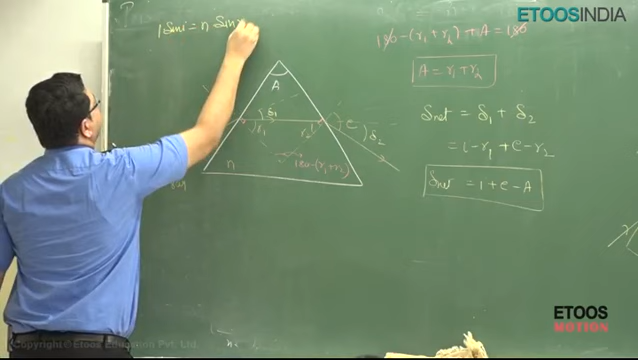 ETOOSINDIA
1 Sin i = n Sin r
180 - (r₁ + r₂) + A = 180
A = r₁ + r₂
A
δ₁
r₁
r₂
e
δ₂
n
180-(r₁+r₂)
δnet = δ₁ + δ₂
= i - r₁ + e - r₂
δnet = i + e - A
ETOOS
MOTION
Copyright © Etoos Education Pvt. Ltd.